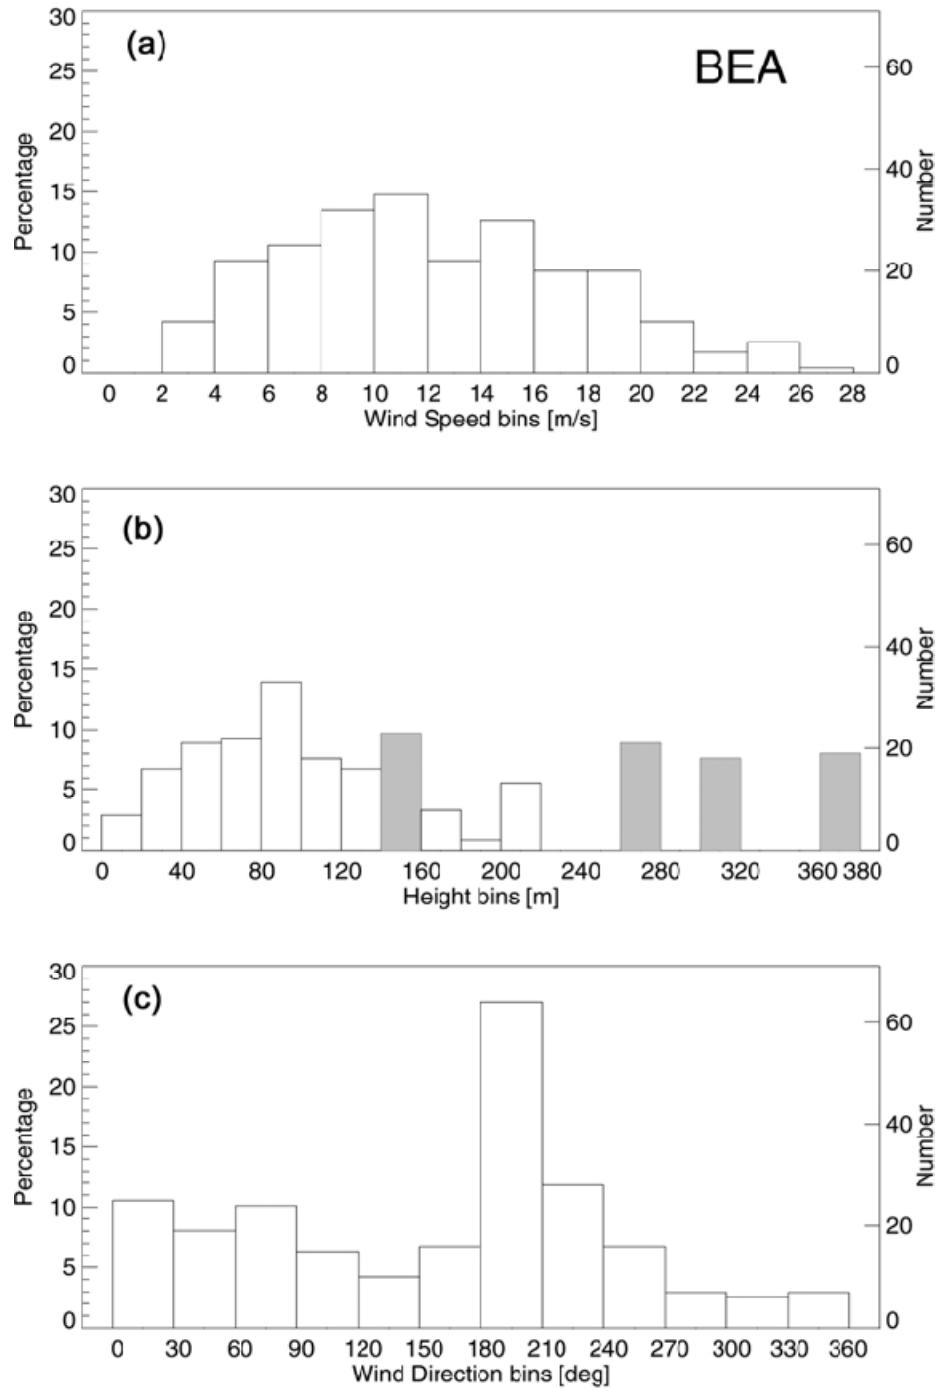 (a)
BEA
30
25
20
15
10
5
0
Percentage
60
40
20
0
Number
0 2 4 6 8 10 12 14 16 18 20 22 24 26 28
Wind Speed bins [m/s]
(b)
30
25
20
15
10
5
0
Percentage
60
40
20
0
Number
0 40 80 120 160 200 240 280 320 360 380
Height bins [m]
(c)
30
25
20
15
10
5
0
Percentage
60
40
20
0
Number
0 30 60 90 120 150 180 210 240 270 300 330 360
Wind Direction bins [deg]